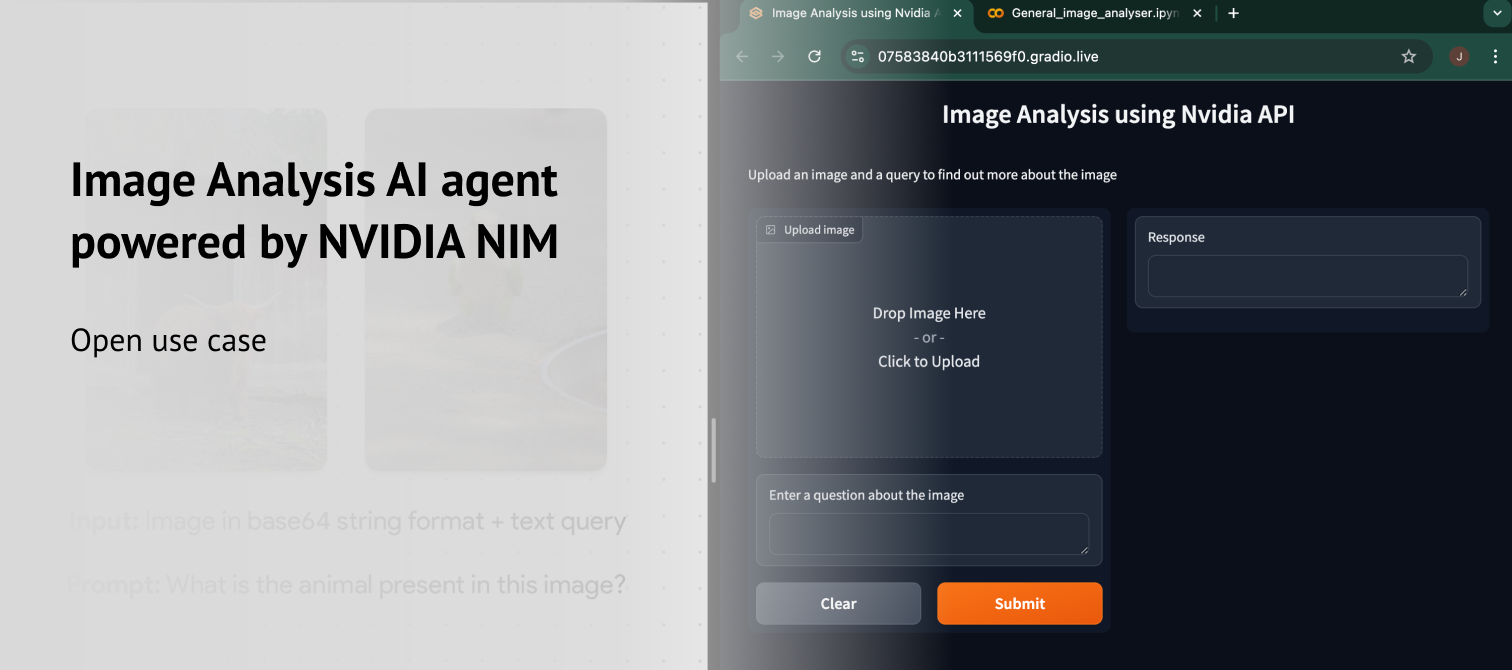 Image Analysis AI agent
powered by NVIDIA NIM
Open use case
Input: Image in base64 string format + text query
Prompt: What is the animal present in this image?
Image Analysis using Nvidia A
General_image_analyser.ipyn
07583840b3111569f0.gradio.live
J
Image Analysis using Nvidia API
Upload an image and a query to find out more about the image
Upload image
Drop Image Here
- or -
Click to Upload
Enter a question about the image
Clear
Submit
Response